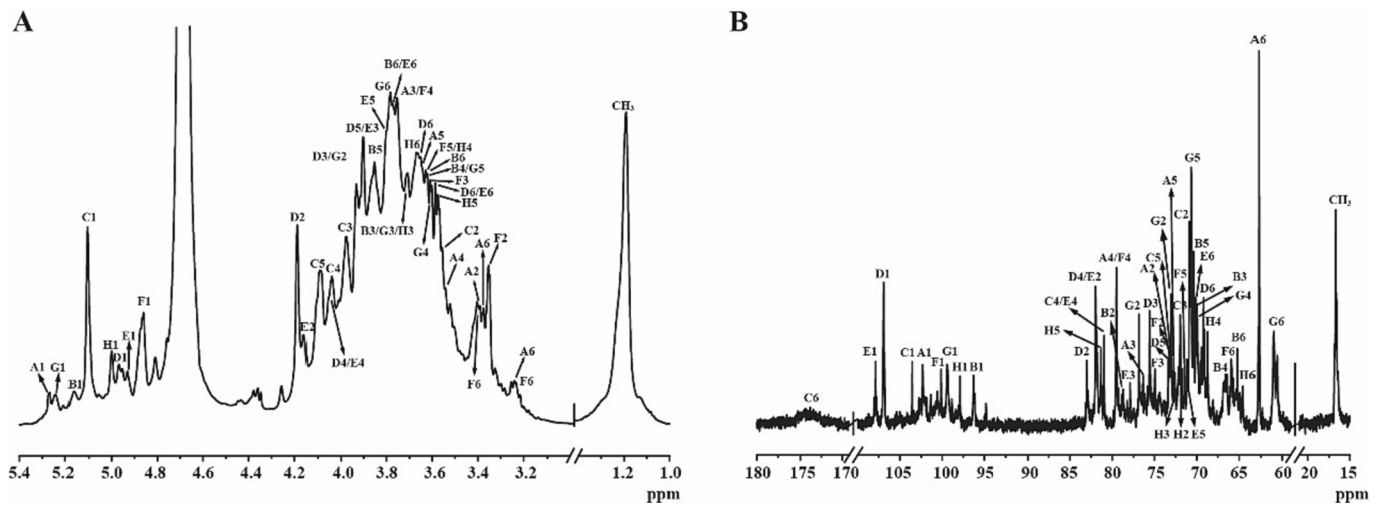 A
B6/E6
G6
A3/F4
E5
D5/E3
B5
D3/G2
H6
D6
A5
F5/H4
B6
B4/G5
F3
D6/E6
H5
CH₃
C1
D2
C5
C4
C3
B3/G3/H3
G4
C2
A6
F2
A2
A4
F1
E1
H1
D1
E2
D4/E4
A1
G1
B1
F6
A6
F6
5.4 5.2 5.0 4.8 4.6 4.4 4.2 4.0 3.8 3.6 3.4 3.2 1.2 1.0
ppm
B
A6
G5
A5
G2
C2
CH₃
C5
A2
F5
B5
E6
D1
D4/E2
A4/F4
B3
C4/E4
B2
G2
D3
F2
C3
D6
G4
H5
A3
D5
H4
E1
C1
A1
F1
G1
H1
B1
D2
E3
F3
B4
F6
B6
H6
G6
C6
H3
H2
E5
180 175 170 105 100 95 85 80 75 70 65 60 20 15
ppm